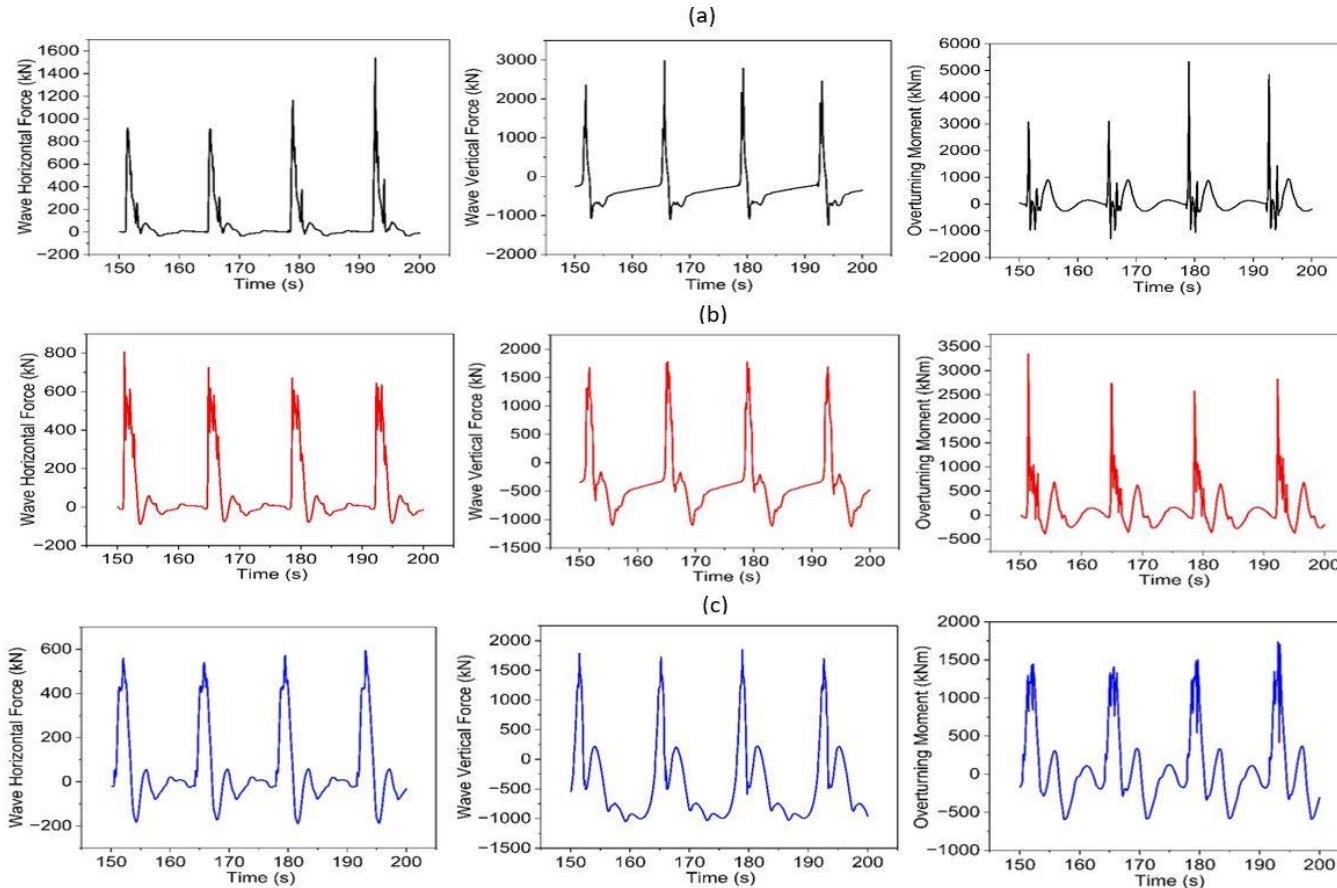 (a)
Wave Horizontal Force (kN)
1600
1400
1200
1000
800
600
400
200
0
−200
150 160 170 180 190 200
Time (s)
Wave Vertical Force (kN)
3000
2000
1000
0
−1000
−2000
150 160 170 180 190 200
Time (s)
Overturning Moment (kNm)
6000
5000
4000
3000
2000
1000
0
−1000
−2000
150 160 170 180 190 200
Time (s)
(b)
Wave Horizontal Force (kN)
800
600
400
200
0
−200
150 160 170 180 190 200
Time (s)
Wave Vertical Force (kN)
2000
1500
1000
500
0
−500
−1000
−1500
150 160 170 180 190 200
Time (s)
Overturning Moment (kNm)
3500
3000
2500
2000
1500
1000
500
0
−500
150 160 170 180 190 200
Time (s)
(c)
Wave Horizontal Force (kN)
600
400
200
0
−200
150 160 170 180 190 200
Time (s)
Wave Vertical Force (kN)
2000
1500
1000
500
0
−500
−1000
−1500
150 160 170 180 190 200
Time (s)
Overturning Moment (kNm)
2000
1500
1000
500
0
−500
−1000
150 160 170 180 190 200
Time (s)